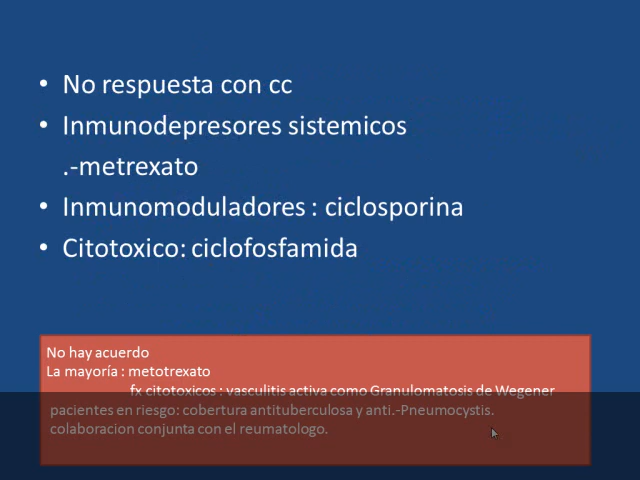 • No respuesta con cc
• Inmunodepresores sistemicos
.-metrexato
• Inmunomoduladores : ciclosporina
• Citotoxico: ciclofosfamida
No hay acuerdo
La mayoría : metotrexato
fx citotoxicos : vasculitis activa como Granulomatosis de Wegener
pacientes en riesgo: cobertura antituberculosa y anti.-Pneumocystis.
colaboracion conjunta con el reumatologo.